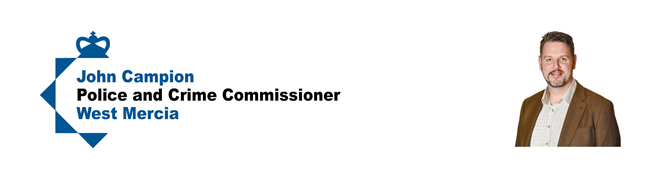 John Campion
Police and Crime Commissioner
West Mercia